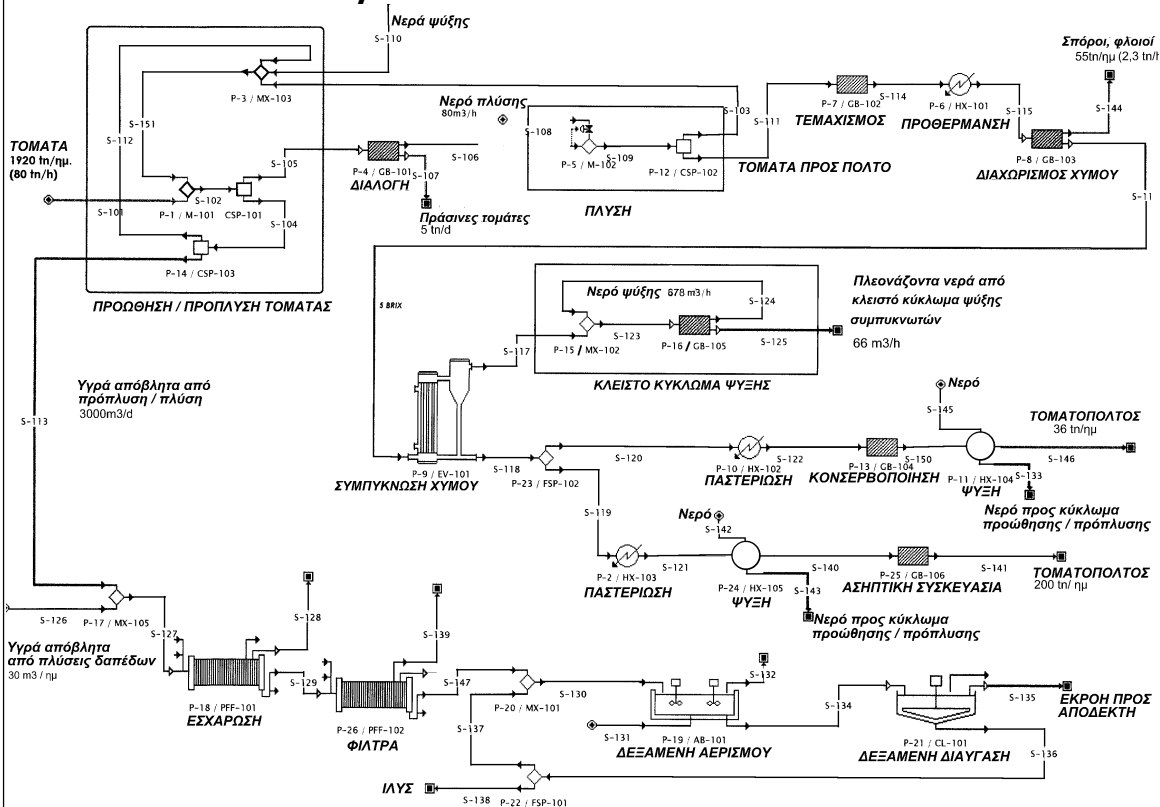 Νερά ψύξης
S-110
P-3 / MX-103
S-151
S-112
ΤΟΜΑΤΑ
1920 tn/ημ.
(80 tn/h)
S-101
S-102
P-1 / M-101
CSP-101
S-105
S-104
P-14 / CSP-103
ΠΡΟΩΘΗΣΗ / ΠΡΟΠΛΥΣΗ ΤΟΜΑΤΑΣ
P-4 / GB-101
ΔΙΑΛΟΓΗ
S-106
S-107
Πράσινες τομάτες
5 tn/d
Νερό πλύσης
80m3/h
S-108
P-5 / M-102
S-109
P-12 / CSP-102
ΠΛΥΣΗ
S-103
S-111
ΤΟΜΑΤΑ ΠΡΟΣ ΠΟΛΤΟ
P-7 / GB-102
ΤΕΜΑΧΙΣΜΟΣ
S-114
P-6 / HX-101
ΠΡΟΘΕΡΜΑΝΣΗ
S-115
Σπόροι, φλοιοί
55tn/ημ (2,3 tn/h
S-144
P-8 / GB-103
ΔΙΑΧΩΡΙΣΜΟΣ ΧΥΜΟΥ
S-11
5 BRIX
Νερό ψύξης 678 m3/h
S-124
S-117
P-15 / MX-102
S-123
P-16 / GB-105
S-125
ΚΛΕΙΣΤΟ ΚΥΚΛΩΜΑ ΨΥΞΗΣ
Πλεονάζοντα νερά από
κλειστό κύκλωμα ψύξης
συμπυκνωτών
66 m3/h
Υγρά απόβλητα από
πρόπλυση / πλύση
3000m3/d
S-113
P-9 / EV-101
ΣΥΜΠΥΚΝΩΣΗ ΧΥΜΟΥ
S-118
P-23 / FSP-102
S-120
P-10 / HX-102
ΠΑΣΤΕΡΙΩΣΗ
S-122
P-13 / GB-104
ΚΟΝΣΕΡΒΟΠΟΙΗΣΗ
S-150
Νερό
S-145
P-11 / HX-104
ΨΥΞΗ
S-133
ΤΟΜΑΤΟΠΟΛΤΟΣ
36 tn/ημ
S-146
Νερό προς κύκλωμα
προώθησης / πρόπλυσης
S-119
P-2 / HX-103
ΠΑΣΤΕΡΙΩΣΗ
S-121
Νερό
S-142
P-24 / HX-105
ΨΥΞΗ
S-143
S-140
P-25 / GB-106
ΑΣΗΠΤΙΚΗ ΣΥΣΚΕΥΑΣΙΑ
S-141
ΤΟΜΑΤΟΠΟΛΤΟΣ
200 tn/ ημ
Νερό προς κύκλωμα
προώθησης / πρόπλυσης
S-126
P-17 / MX-105
S-127
Υγρά απόβλητα
από πλύσεις δαπέδων
30 m3 / ημ
S-128
P-18 / PFF-101
ΕΣΧΑΡΩΣΗ
S-129
S-139
P-26 / PFF-102
ΦΙΛΤΡΑ
S-147
P-20 / MX-101
S-130
S-137
S-131
S-132
P-19 / AB-101
ΔΕΞΑΜΕΝΗ ΑΕΡΙΣΜΟΥ
S-134
P-21 / CL-101
ΔΕΞΑΜΕΝΗ ΔΙΑΥΓΑΣΗ
S-135
ΕΚΡΟΗ ΠΡΟΣ
ΑΠΟΔΕΚΤΗ
S-136
ΙΛΥΣ
S-138
P-22 / FSP-101